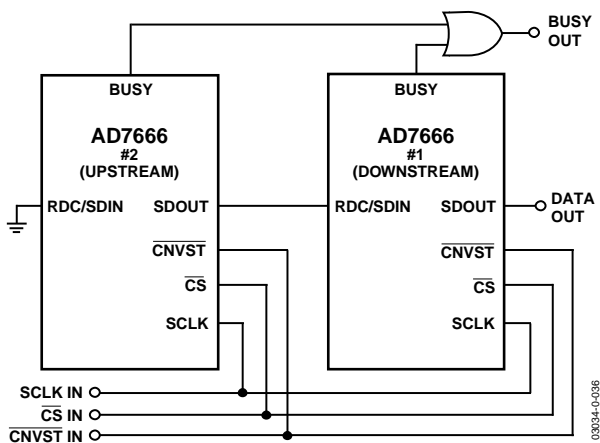 BUSY
OUT
BUSY
BUSY
AD7666
#2
(UPSTREAM)
AD7666
#1
(DOWNSTREAM)
RDC/SDIN
SDOUT
RDC/SDIN
SDOUT
DATA
OUT
CNVST
CNVST
CS
CS
SCLK
SCLK
SCLK IN
CS IN
CNVST IN
03034-0-036